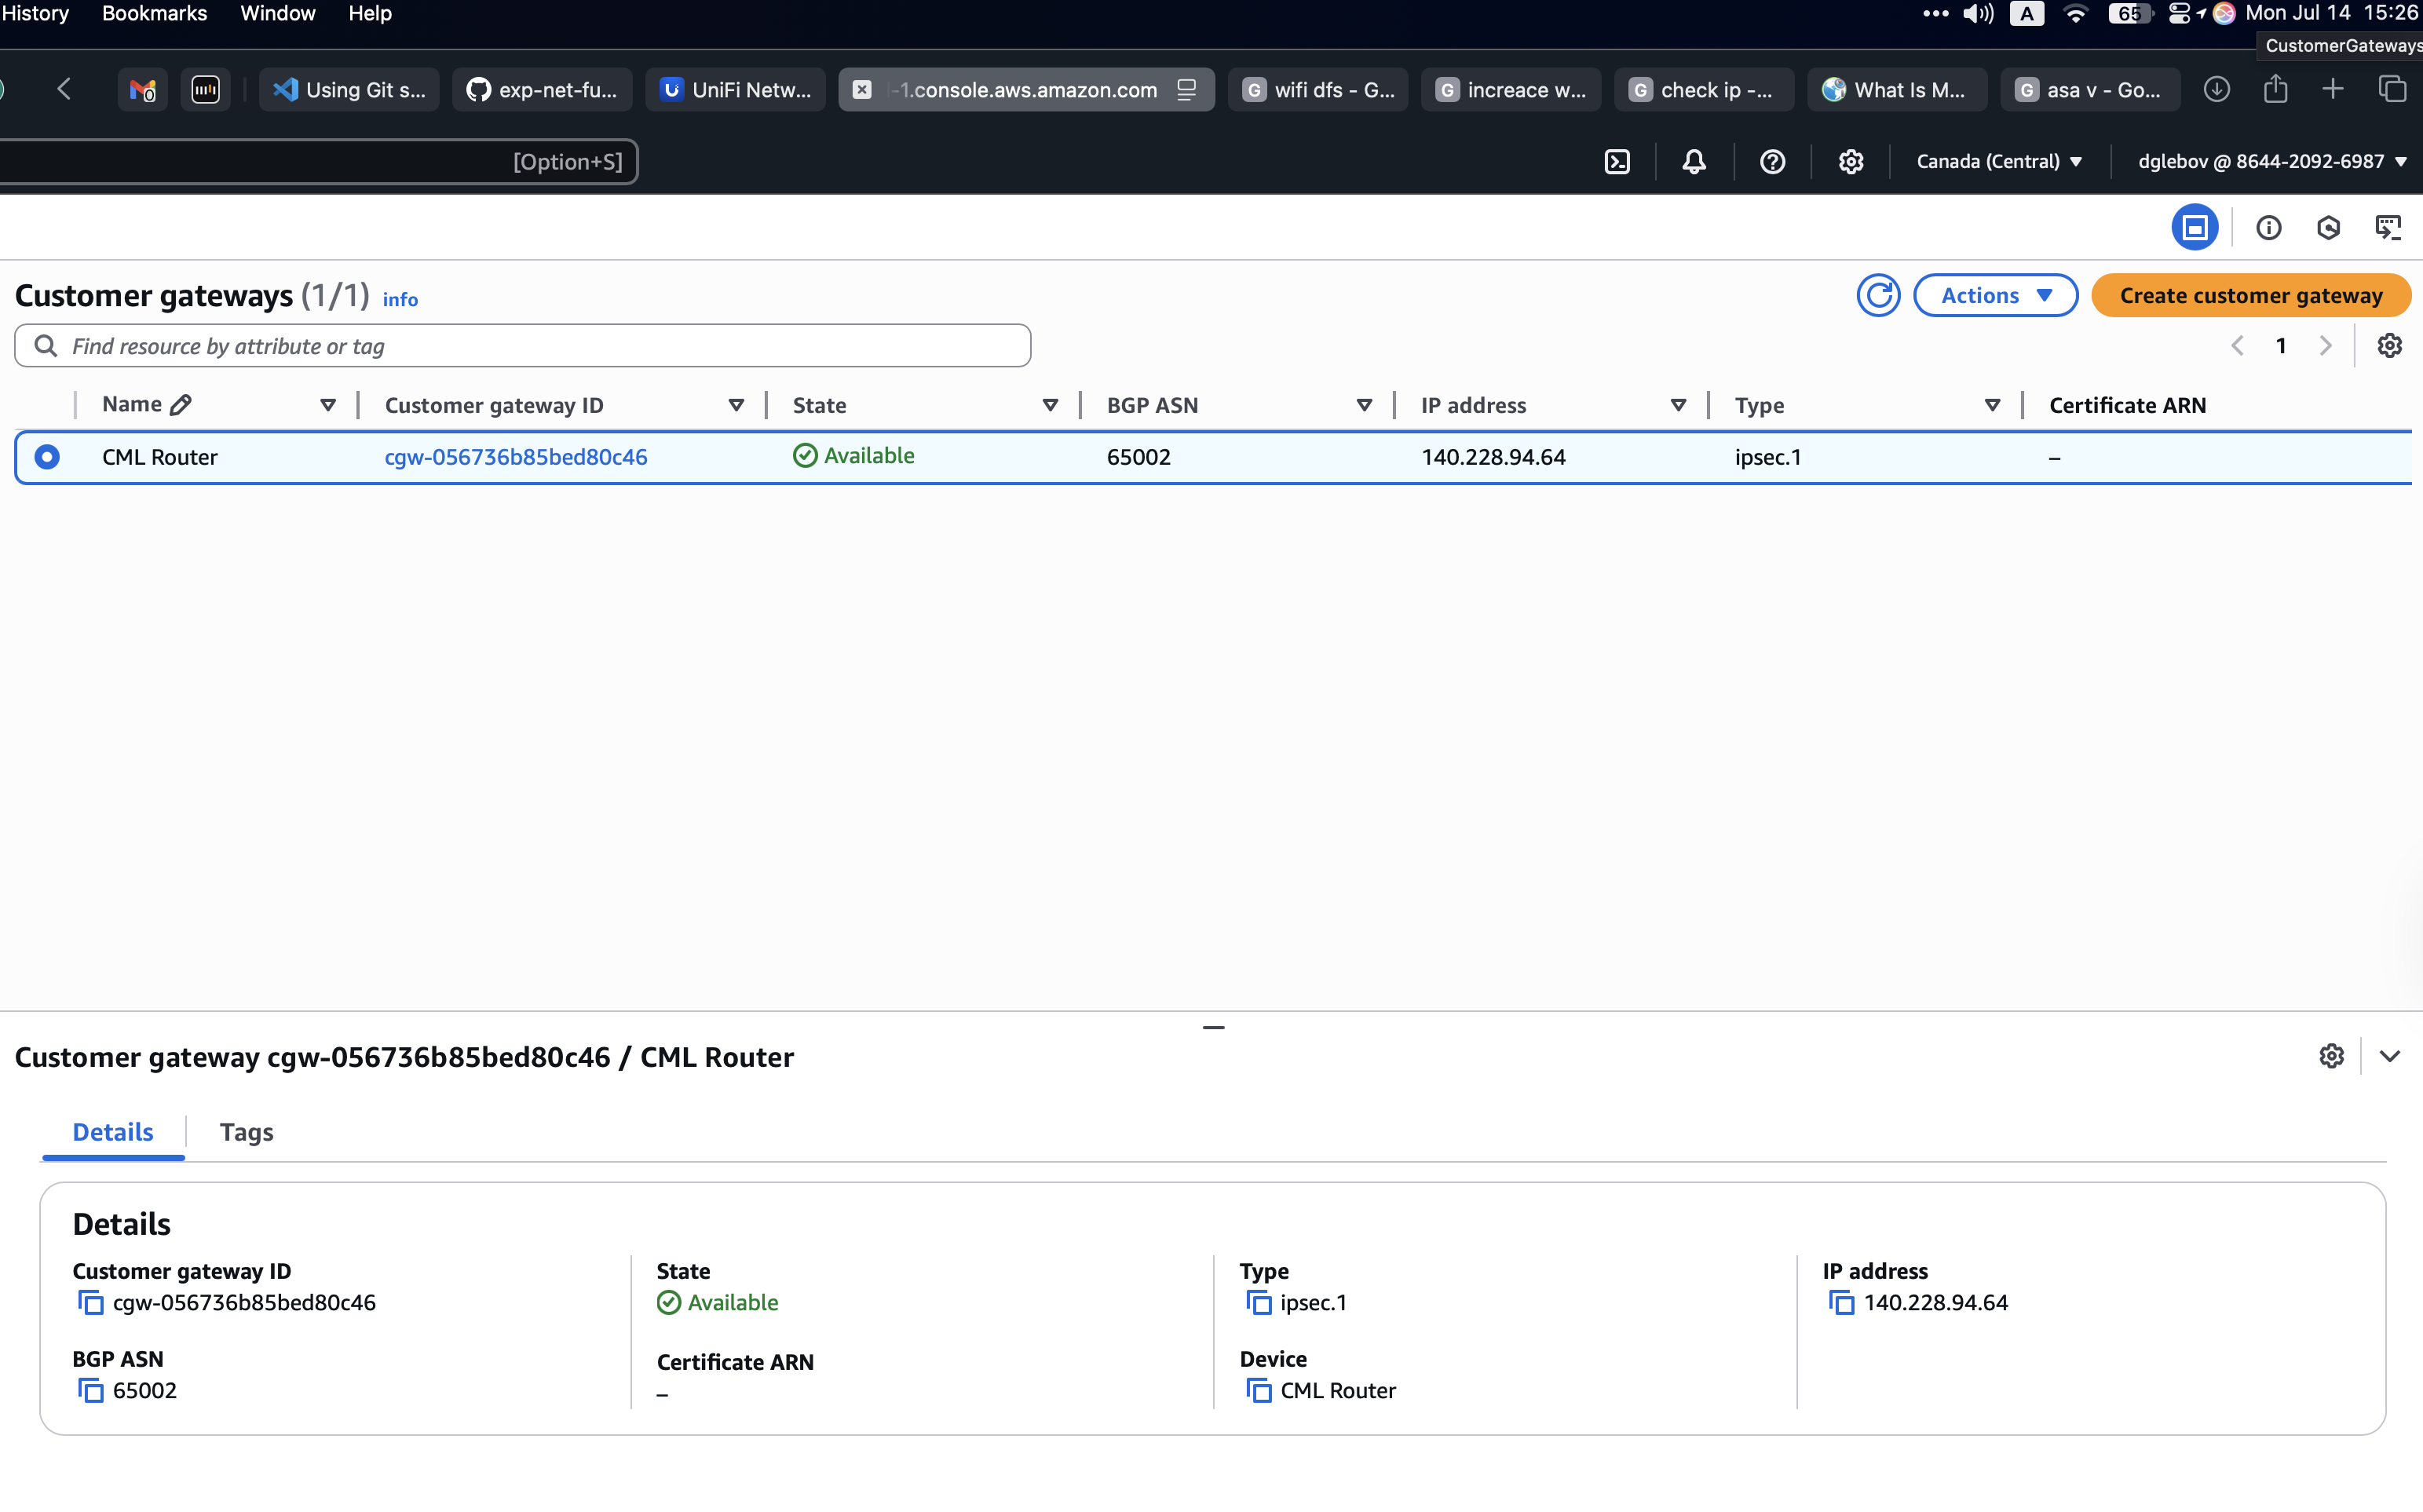 History Bookmarks Window Help
A 65 Mon Jul 14 15:26
CustomerGateways
0 Using Git s... exp-net-fu... UniFi Netw... -1.console.aws.amazon.com G wifi dfs - G... G increace w... G check ip -... What Is M... G asa v - Go...
[Option+S] Canada (Central) dglebov @ 8644-2092-6987
Customer gateways (1/1) info Actions Create customer gateway
Find resource by attribute or tag 1
Name Customer gateway ID State BGP ASN IP address Type Certificate ARN
CML Router cgw-056736b85bed80c46 Available 65002 140.228.94.64 ipsec.1 –
Customer gateway cgw-056736b85bed80c46 / CML Router
Details Tags
Details
Customer gateway ID State Type IP address
cgw-056736b85bed80c46 Available ipsec.1 140.228.94.64
BGP ASN Certificate ARN Device
65002 – CML Router